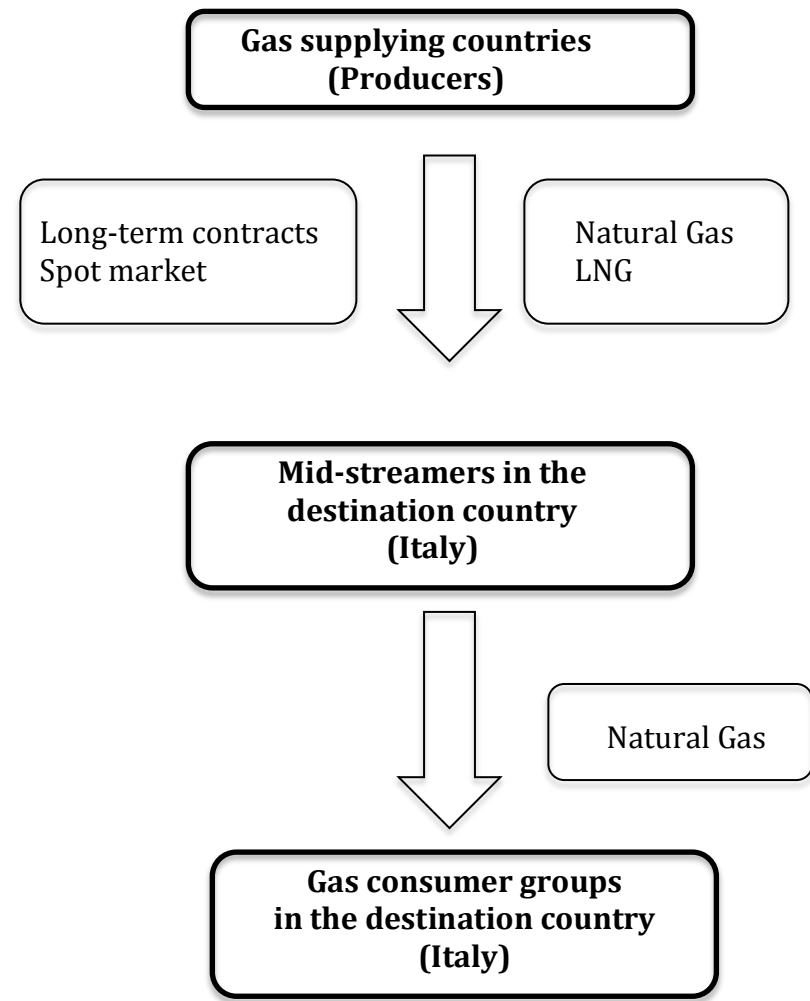 Gas supplying countries
(Producers)
Long-term contracts
Spot market
Natural Gas
LNG
Mid-streamers in the
destination country
(Italy)
Natural Gas
Gas consumer groups
in the destination country
(Italy)